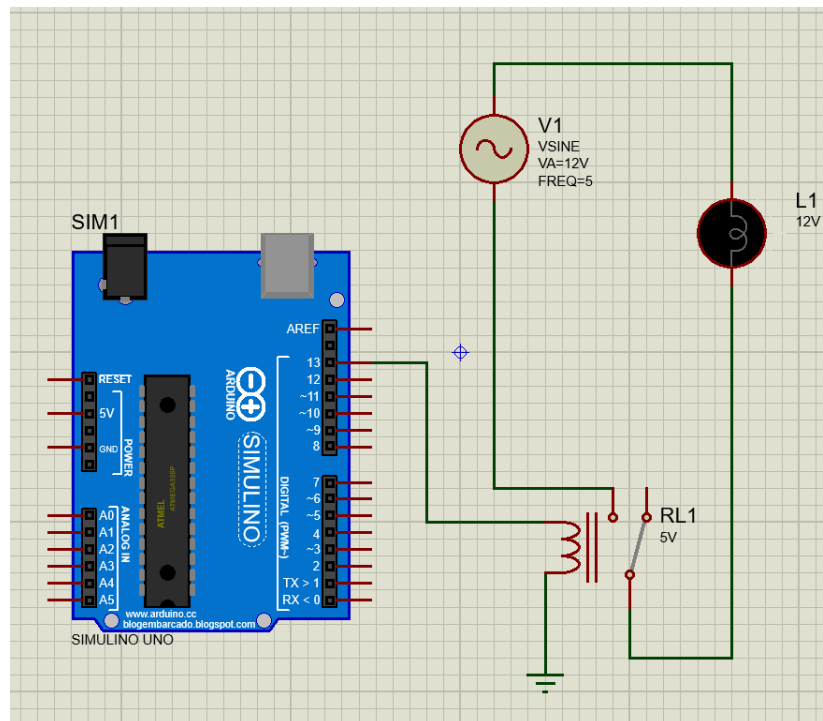 V1
VSINE
VA=12V
FREQ=5
L1
12V
SIM1
AREF
13
12
~11
~10
~9
8
RESET
5V
GND
POWER
ARDUINO
SIMULINO
ATMEL
ATMEGA328P
DIGITAL (PWM~)
7
~6
~5
4
~3
2
TX > 1
RX < 0
ANALOG IN
A0
A1
A2
A3
A4
A5
www.arduino.cc
blogembarcado.blogspot.com
SIMULINO UNO
RL1
5V